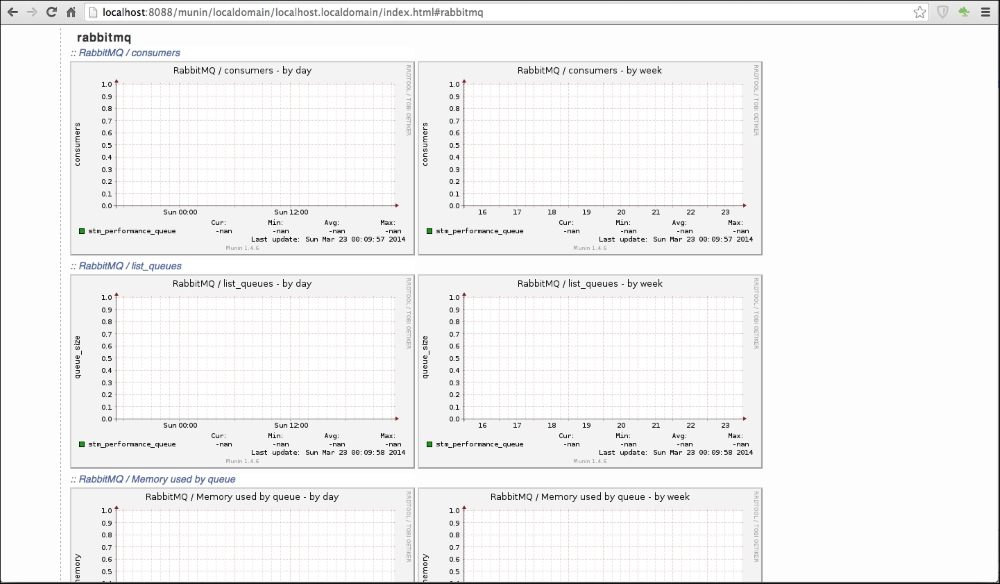 localhost:8088/munin/localdomain/localhost.localdomain/index.html#rabbitmq
rabbitmq
:: RabbitMQ / consumers
RabbitMQ / consumers - by day
RRDTOOL / TOBI OETIKER
consumers
1.0
0.9
0.8
0.7
0.6
0.5
0.4
0.3
0.2
0.1
0.0
Sun 00:00 Sun 12:00
Cur: Min: Avg: Max:
stm_performance_queue -nan -nan -nan -nan
Last update: Sun Mar 23 00:09:57 2014
Munin 1.4.6
RabbitMQ / consumers - by week
RRDTOOL / TOBI OETIKER
consumers
1.0
0.9
0.8
0.7
0.6
0.5
0.4
0.3
0.2
0.1
0.0
16 17 18 19 20 21 22 23
Cur: Min: Avg: Max:
stm_performance_queue -nan -nan -nan -nan
Last update: Sun Mar 23 00:09:57 2014
Munin 1.4.6
:: RabbitMQ / list_queues
RabbitMQ / list_queues - by day
RRDTOOL / TOBI OETIKER
queue_size
1.0
0.9
0.8
0.7
0.6
0.5
0.4
0.3
0.2
0.1
0.0
Sun 00:00 Sun 12:00
Cur: Min: Avg: Max:
stm_performance_queue -nan -nan -nan -nan
Last update: Sun Mar 23 00:09:58 2014
Munin 1.4.6
RabbitMQ / list_queues - by week
RRDTOOL / TOBI OETIKER
queue_size
1.0
0.9
0.8
0.7
0.6
0.5
0.4
0.3
0.2
0.1
0.0
16 17 18 19 20 21 22 23
Cur: Min: Avg: Max:
stm_performance_queue -nan -nan -nan -nan
Last update: Sun Mar 23 00:09:58 2014
Munin 1.4.6
:: RabbitMQ / Memory used by queue
RabbitMQ / Memory used by queue - by day
RRDTOOL / TOBI OETIKER
1.0
0.9
0.8
0.7
0.6
0.5
RabbitMQ / Memory used by queue - by week
RRDTOOL / TOBI OETIKER
1.0
0.9
0.8
0.7
0.6
0.5